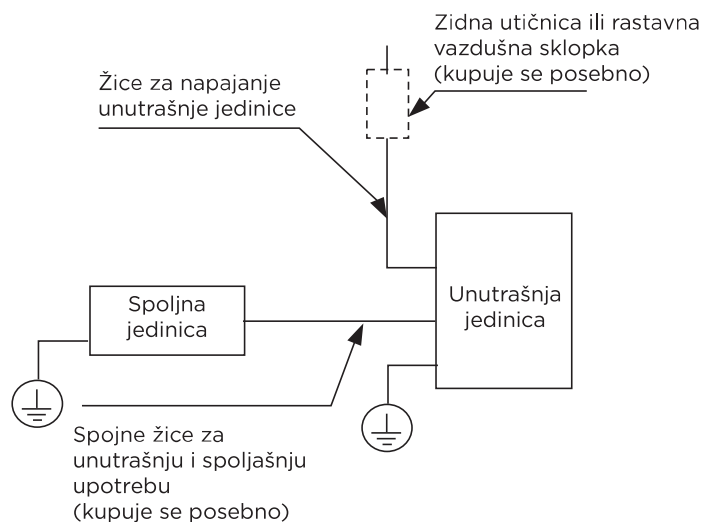 Zidna utičnica ili rastavna
vazdušna sklopka
(kupuje se posebno)
Žice za napajanje
unutrašnje jedinice
Unutrašnja
jedinica
Spoljna
jedinica
Spojne žice za
unutrašnju i spoljašnju
upotrebu
(kupuje se posebno)